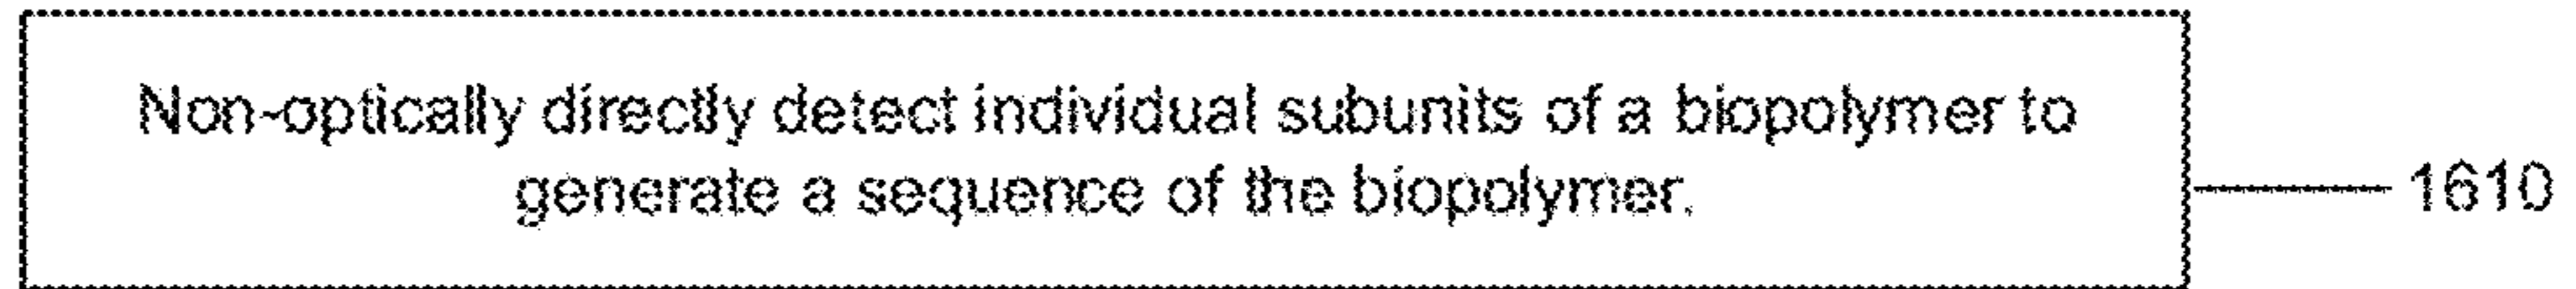 Non-optically directly detect individual subunits of a biopolymer to
generate a sequence of the biopolymer.
1610